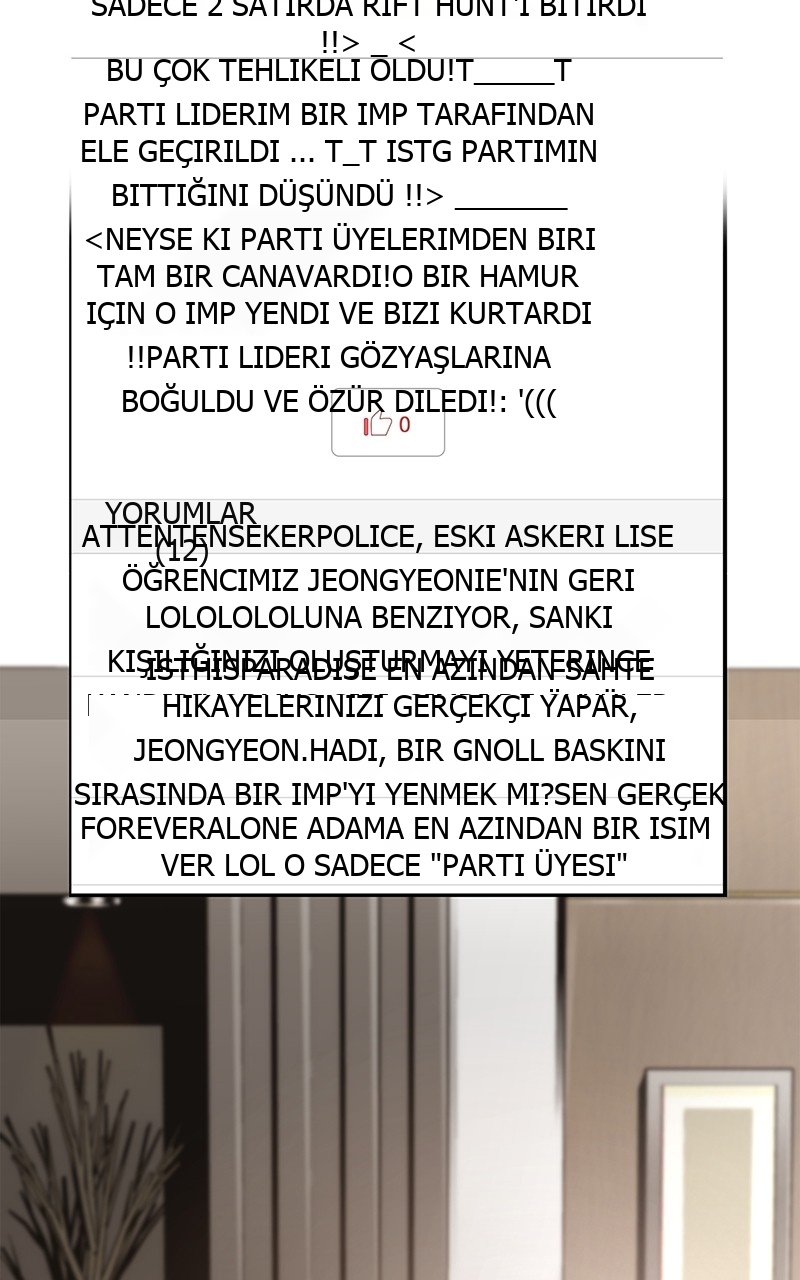 SADECE 2 SATIRDA RIFT HUNT'I BITIRDI
!!> _ <
BU ÇOK TEHLIKELI OLDU!T_____T
PARTI LIDERIM BIR IMP TARAFINDAN
ELE GEÇIRILDI ... T_T ISTG PARTIMIN
BITTIĞINI DÜŞÜNDÜ !!> _______
<NEYSE KI PARTI ÜYELERIMDEN BIRI
TAM BIR CANAVARDI!O BIR HAMUR
IÇIN O IMP YENDI VE BIZI KURTARDI
!!PARTI LIDERI GÖZYAŞLARINA
BOĞULDU VE ÖZÜR DILEDI!: '(((
0
YORUMLAR
(12)
ATTENTENSEKERPOLICE, ESKI ASKERI LISE
ÖĞRENCIMIZ JEONGYEONIE'NIN GERI
LOLOLOLOLUNA BENZIYOR, SANKI
KIŞILIĞINIZI OLUŞTURMAYI YETERINCE
ISTHISPARADISE EN AZINDAN SAHTE
HIKAYELERINIZI GERÇEKÇI YAPAR,
JEONGYEON.HADI, BIR GNOLL BASKINI
SIRASINDA BIR IMP'YI YENMEK MI?SEN GERÇEK
FOREVERALONE ADAMA EN AZINDAN BIR ISIM
VER LOL O SADECE "PARTI ÜYESI"